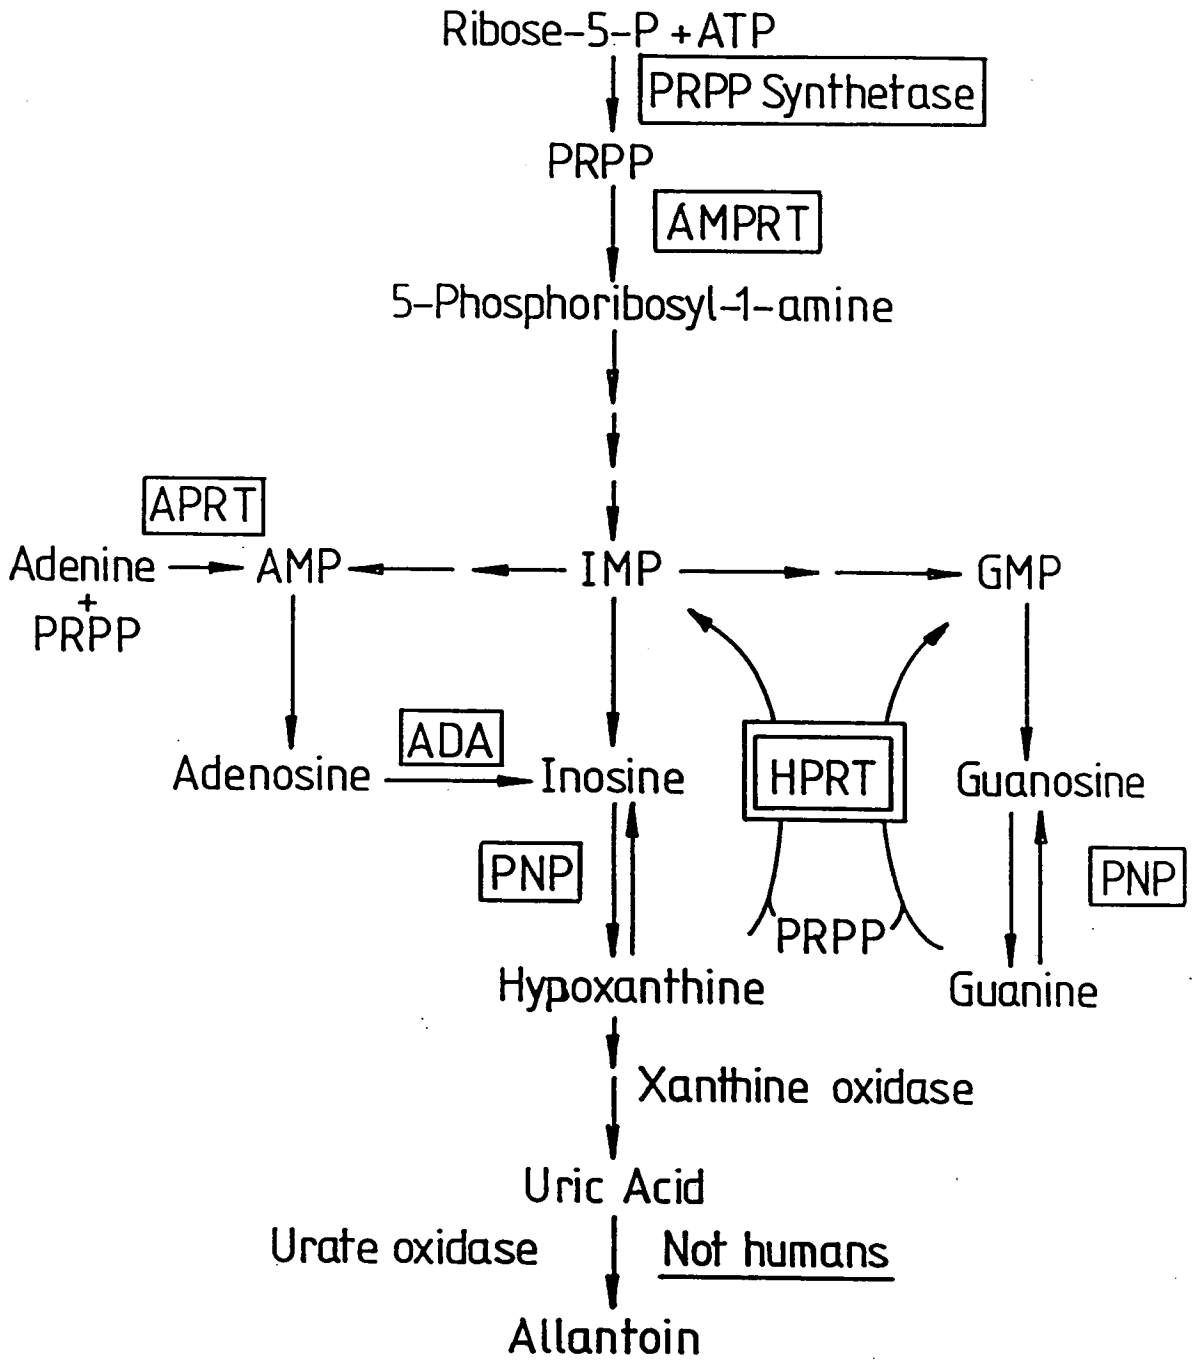 Ribose-5-P + ATP
PRPP Synthetase
PRPP
AMPRT
5-Phosphoribosyl-1-amine
APRT
Adenine
+
PRPP
AMP
IMP
GMP
ADA
Adenosine
Inosine
HPRT
Guanosine
PNP
PNP
PRPP
Hypoxanthine
Guanine
Xanthine oxidase
Uric Acid
Urate oxidase
Not humans
Allantoin